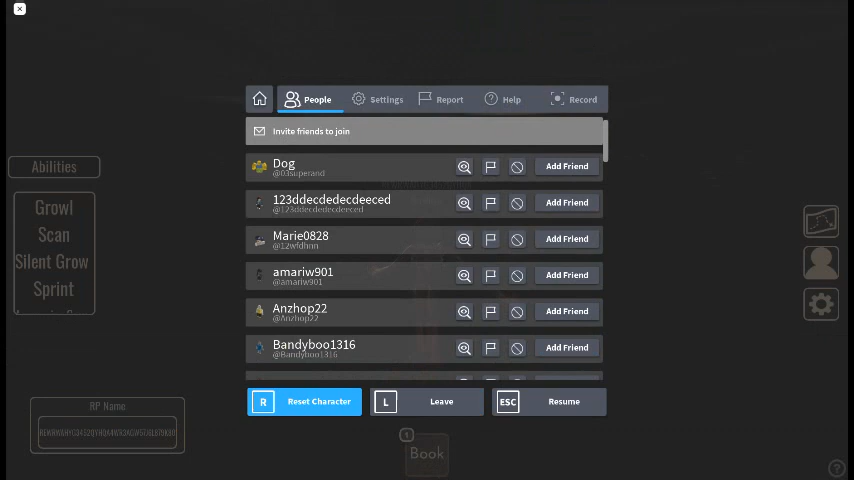 People
Settings
Report
Help
Record
Invite friends to join
Dog
@03superand
Add Friend
123ddecdedecdeeced
@123ddecdedecdeeced
Add Friend
Marie0828
@12wfdhnn
Add Friend
amariw901
@amariw901
Add Friend
Anzhop22
@Anzhop22
Add Friend
Bandyboo1316
@Bandyboo1316
Add Friend
R
Reset Character
L
Leave
ESC
Resume
Abilities
Growl
Scan
Silent Grow
Sprint
RP Name
1
Book